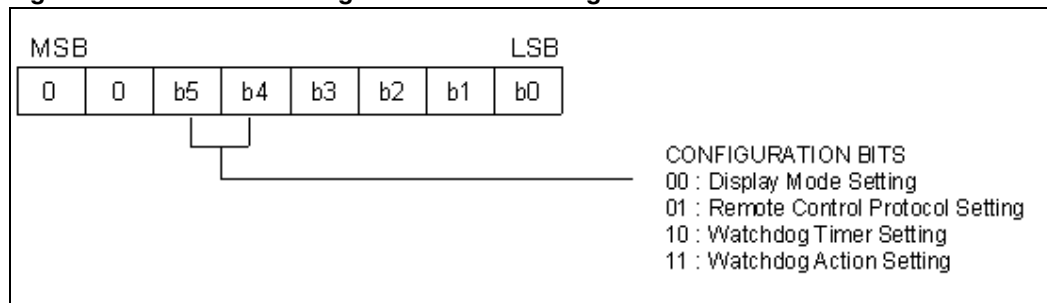 MSB LSB
0 0 b5 b4 b3 b2 b1 b0
CONFIGURATION BITS
00 : Display Mode Setting
01 : Remote Control Protocol Setting
10 : Watchdog Timer Setting
11 : Watchdog Action Setting